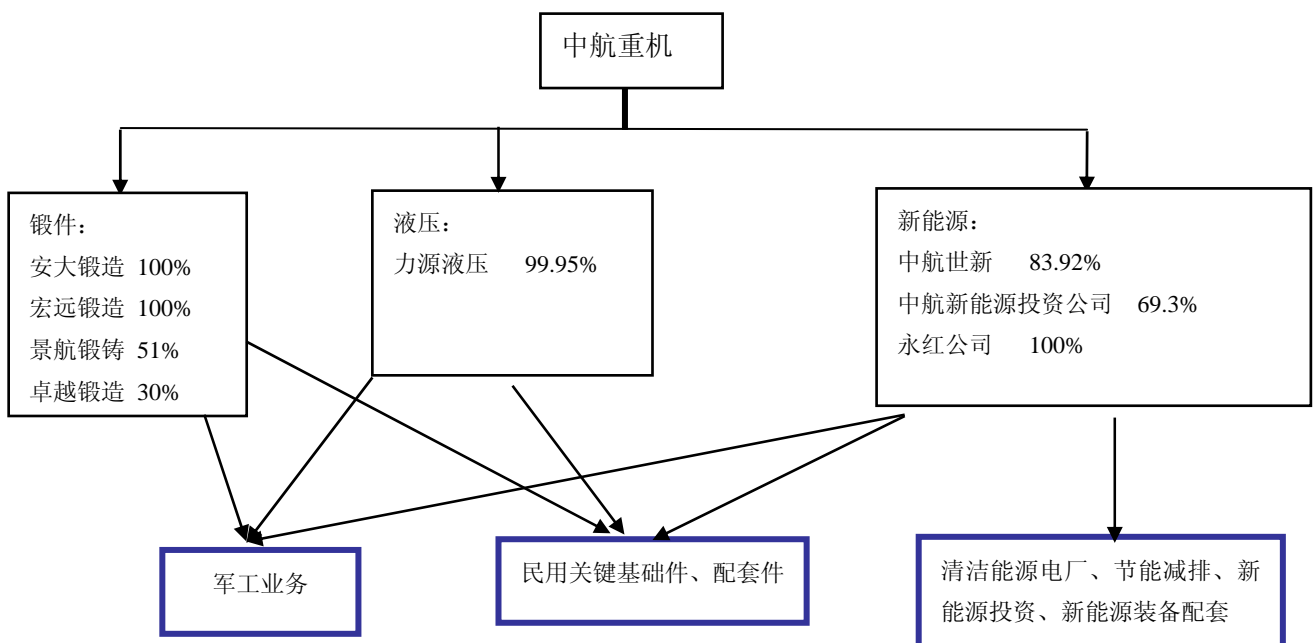 中航重机
锻件：
安大锻造 100%
宏远锻造 100%
景航锻铸 51%
卓越锻造 30%
液压：
力源液压 99.95%
新能源：
中航世新 83.92%
中航新能源投资公司 69.3%
永红公司 100%
军工业务
民用关键基础件、配套件
清洁能源电厂、节能减排、新
能源投资、新能源装备配套